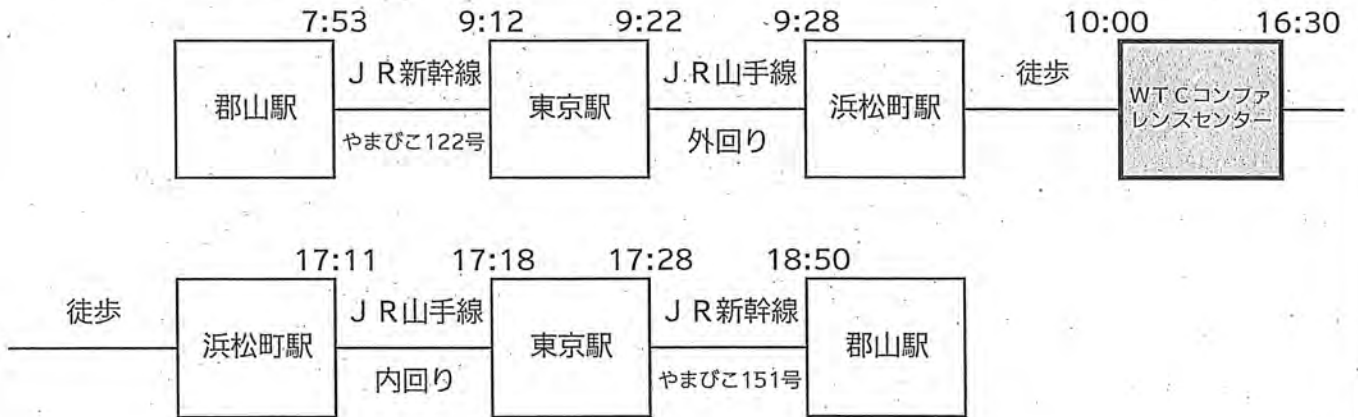 7:53 9:12 9:22 9:28 10:00 16:30
JR新幹線 JR山手線 徒歩
郡山駅 東京駅 浜松町駅 WTCコンファ
レンスセンター
やまびこ122号 外回り
17:11 17:18 17:28 18:50
徒歩 JR山手線 JR新幹線
浜松町駅 東京駅 郡山駅
内回り やまびこ151号